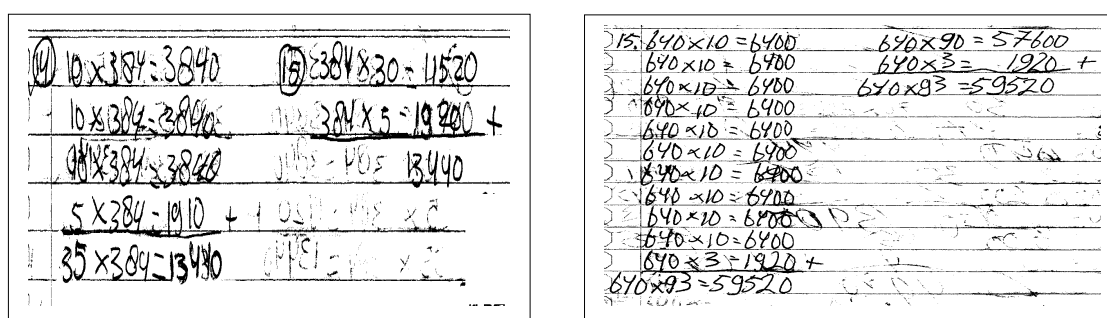 14 10 x 384 = 3840
10 x 384 = 3840
10 x 384 = 3840
5 x 384 = 1910 +
35 x 384 = 13440
15 384 x 30 = 11520
384 x 5 = 1920 +
13440
15. 640 x 10 = 6400
640 x 10 = 6400
640 x 10 = 6400
640 x 10 = 6400
640 x 10 = 6400
640 x 10 = 6400
640 x 10 = 6400
640 x 10 = 6400
640 x 10 = 6400
640 x 10 = 6400
640 x 3 = 1920 +
640 x 93 = 59520
640 x 90 = 57600
640 x 3 = 1920 +
640 x 93 = 59520